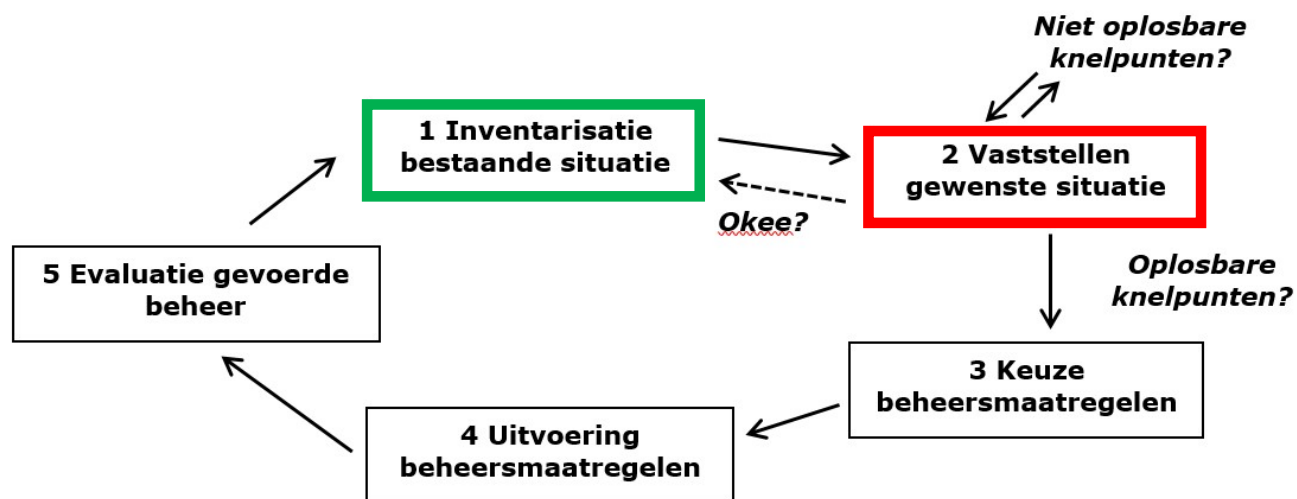 Niet oplosbare
knelpunten?
1 Inventarisatie
bestaande situatie
2 Vaststellen
gewenste situatie
Okee?
5 Evaluatie gevoerde
beheer
Oplosbare
knelpunten?
3 Keuze
beheersmaatregelen
4 Uitvoering
beheersmaatregelen